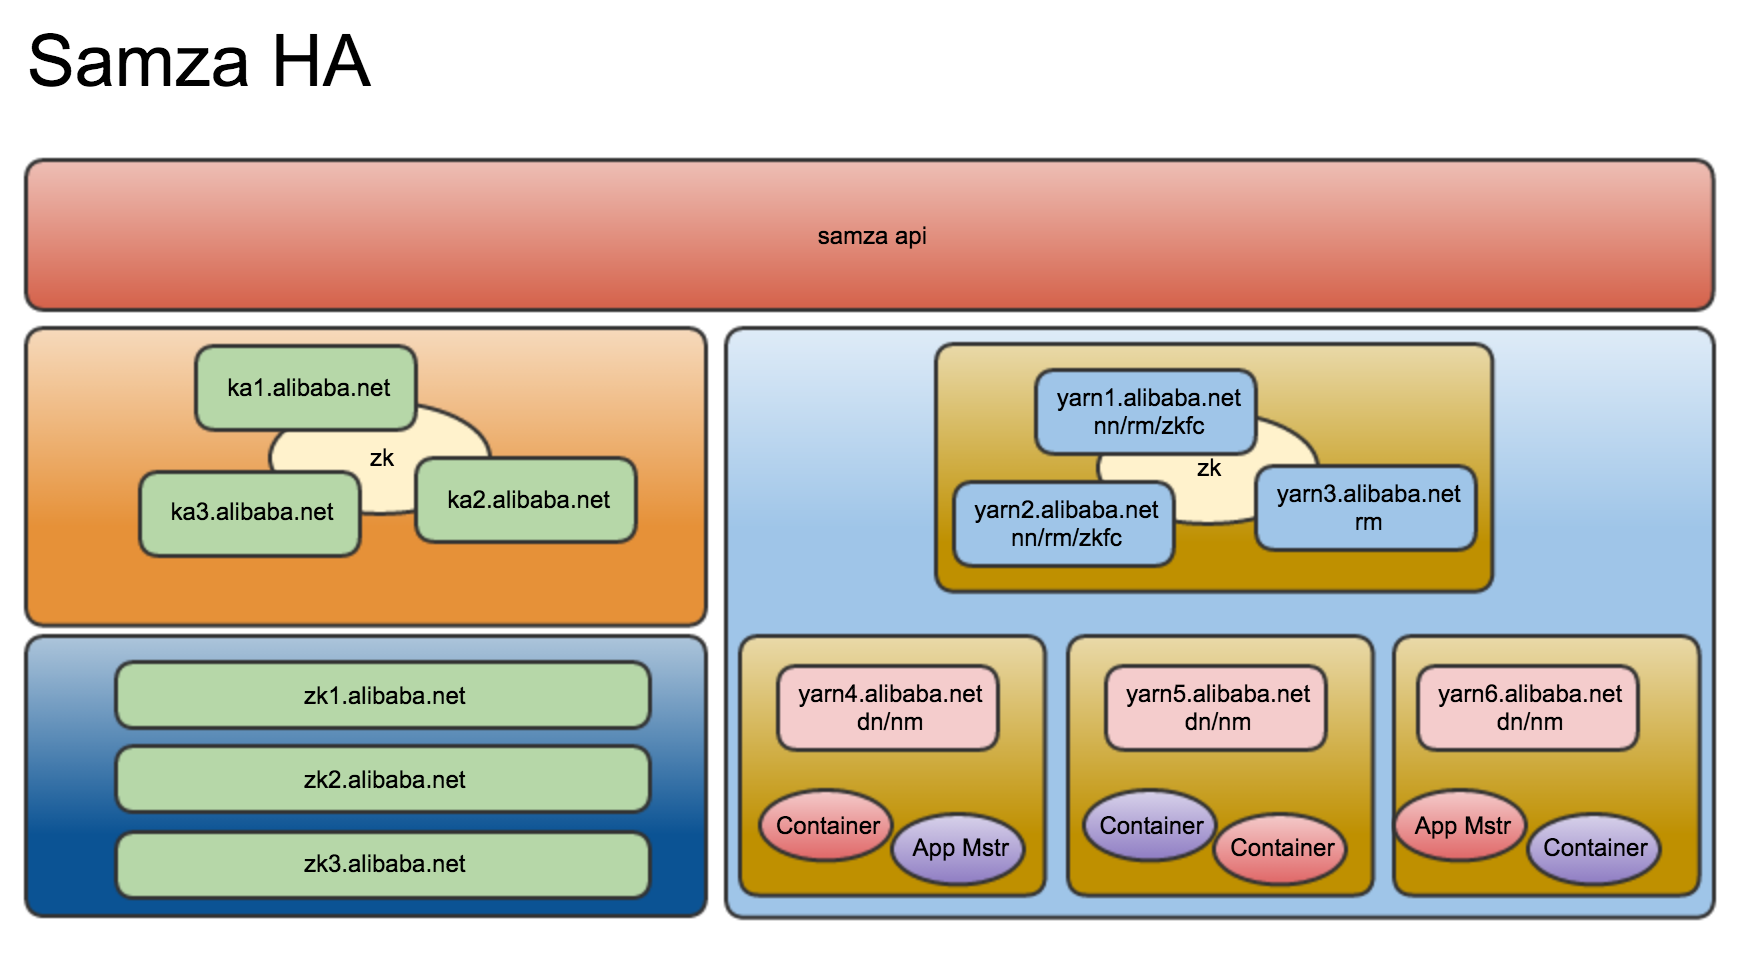 Samza HA
samza api
ka1.alibaba.net
zk
ka3.alibaba.net
ka2.alibaba.net
zk1.alibaba.net
zk2.alibaba.net
zk3.alibaba.net
yarn1.alibaba.net
nn/rm/zkfc
zk
yarn2.alibaba.net
nn/rm/zkfc
yarn3.alibaba.net
rm
yarn4.alibaba.net
dn/nm
Container
App Mstr
yarn5.alibaba.net
dn/nm
Container
Container
yarn6.alibaba.net
dn/nm
App Mstr
Container